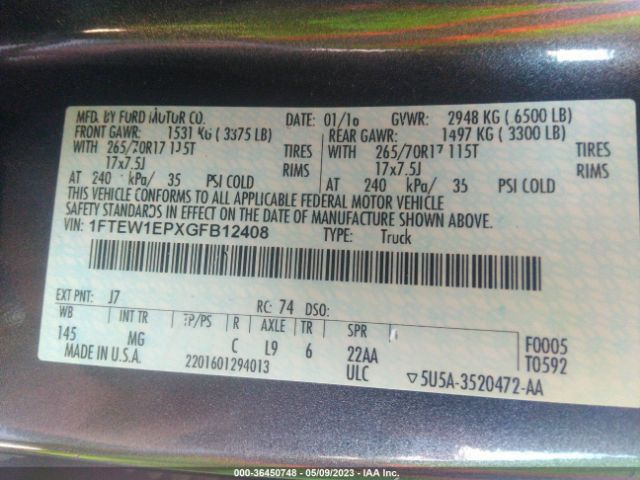 MFD. BY FORD MOTOR CO. DATE: 01/16 GVWR: 2948 KG ( 6500 LB)
FRONT GAWR: 1531 KG ( 3375 LB) REAR GAWR: 1497 KG ( 3300 LB)
WITH 265/70R17 115T TIRES WITH 265/70R17 115T TIRES
17x7.5J RIMS 17x7.5J RIMS
AT 240 kPa/ 35 PSI COLD AT 240 kPa/ 35 PSI COLD
THIS VEHICLE CONFORMS TO ALL APPLICABLE FEDERAL MOTOR VEHICLE
SAFETY STANDARDS IN EFFECT ON THE DATE OF MANUFACTURE SHOWN ABOVE.
VIN: 1FTEW1EPXGFB12408 TYPE: Truck
EXT PNT: J7 RC: 74 DSO:
WB INT TR TP/PS R AXLE TR SPR
145 MG C L9 6 22AA F0005
MADE IN U.S.A. 2201601294013 ULC T0592
▽5U5A-3520472-AA
000-36450748 - 05/09/2023 - IAA Inc.